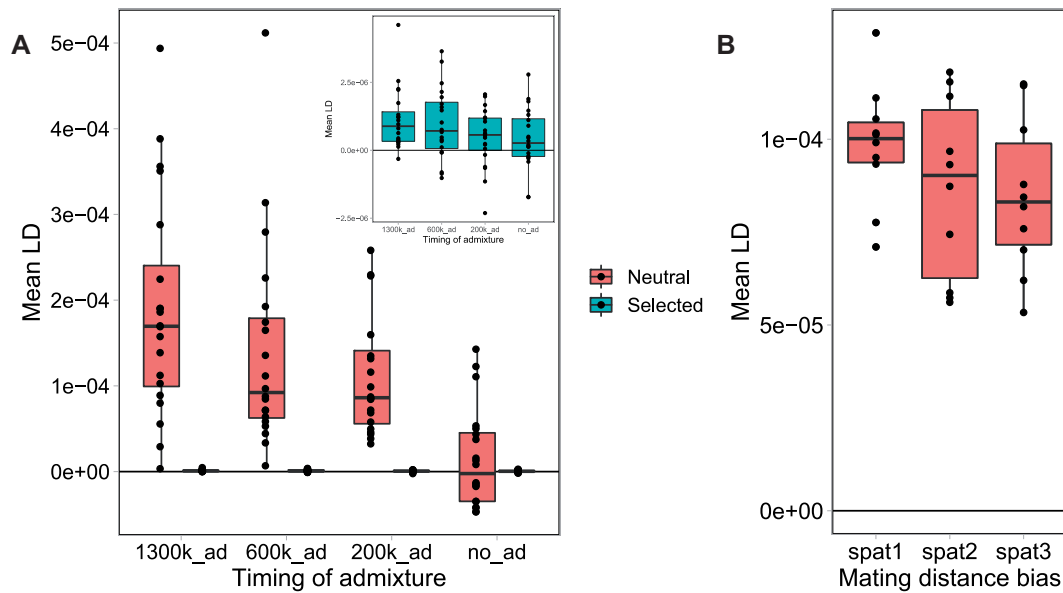 A
Mean LD
5e−04
4e−04
3e−04
2e−04
1e−04
0e+00
1300k_ad 600k_ad 200k_ad no_ad
Timing of admixture
Mean LD
2.5e−06
0.0e+00
−2.5e−06
1300k_ad 600k_ad 200k_ad no_ad
Timing of admixture
Neutral
Selected
B
Mean LD
1e−04
5e−05
0e+00
spat1 spat2 spat3
Mating distance bias